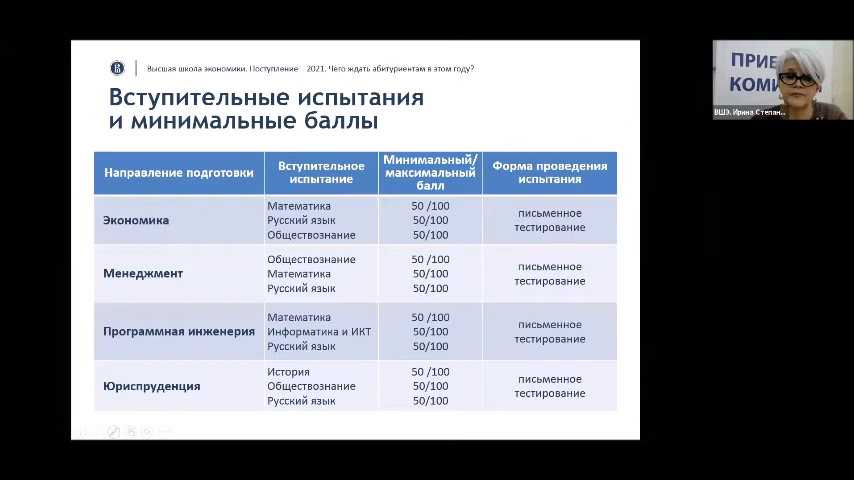 Высшая школа экономики. Поступление 2021. Чего ждать абитуриентам в этом году?
Вступительные испытания
и минимальные баллы
Направление подготовки
Вступительное
испытание
Минимальный/
максимальный
балл
Форма проведения
испытания
Экономика
Математика
Русский язык
Обществознание
50 /100
50/100
50/100
письменное
тестирование
Менеджмент
Обществознание
Математика
Русский язык
50 /100
50/100
50/100
письменное
тестирование
Программная инженерия
Математика
Информатика и ИКТ
Русский язык
50 /100
50/100
50/100
письменное
тестирование
Юриспруденция
История
Обществознание
Русский язык
50 /100
50/100
50/100
письменное
тестирование
ПРИЕ
КОМИ
ВШЭ. Ирина Степан...